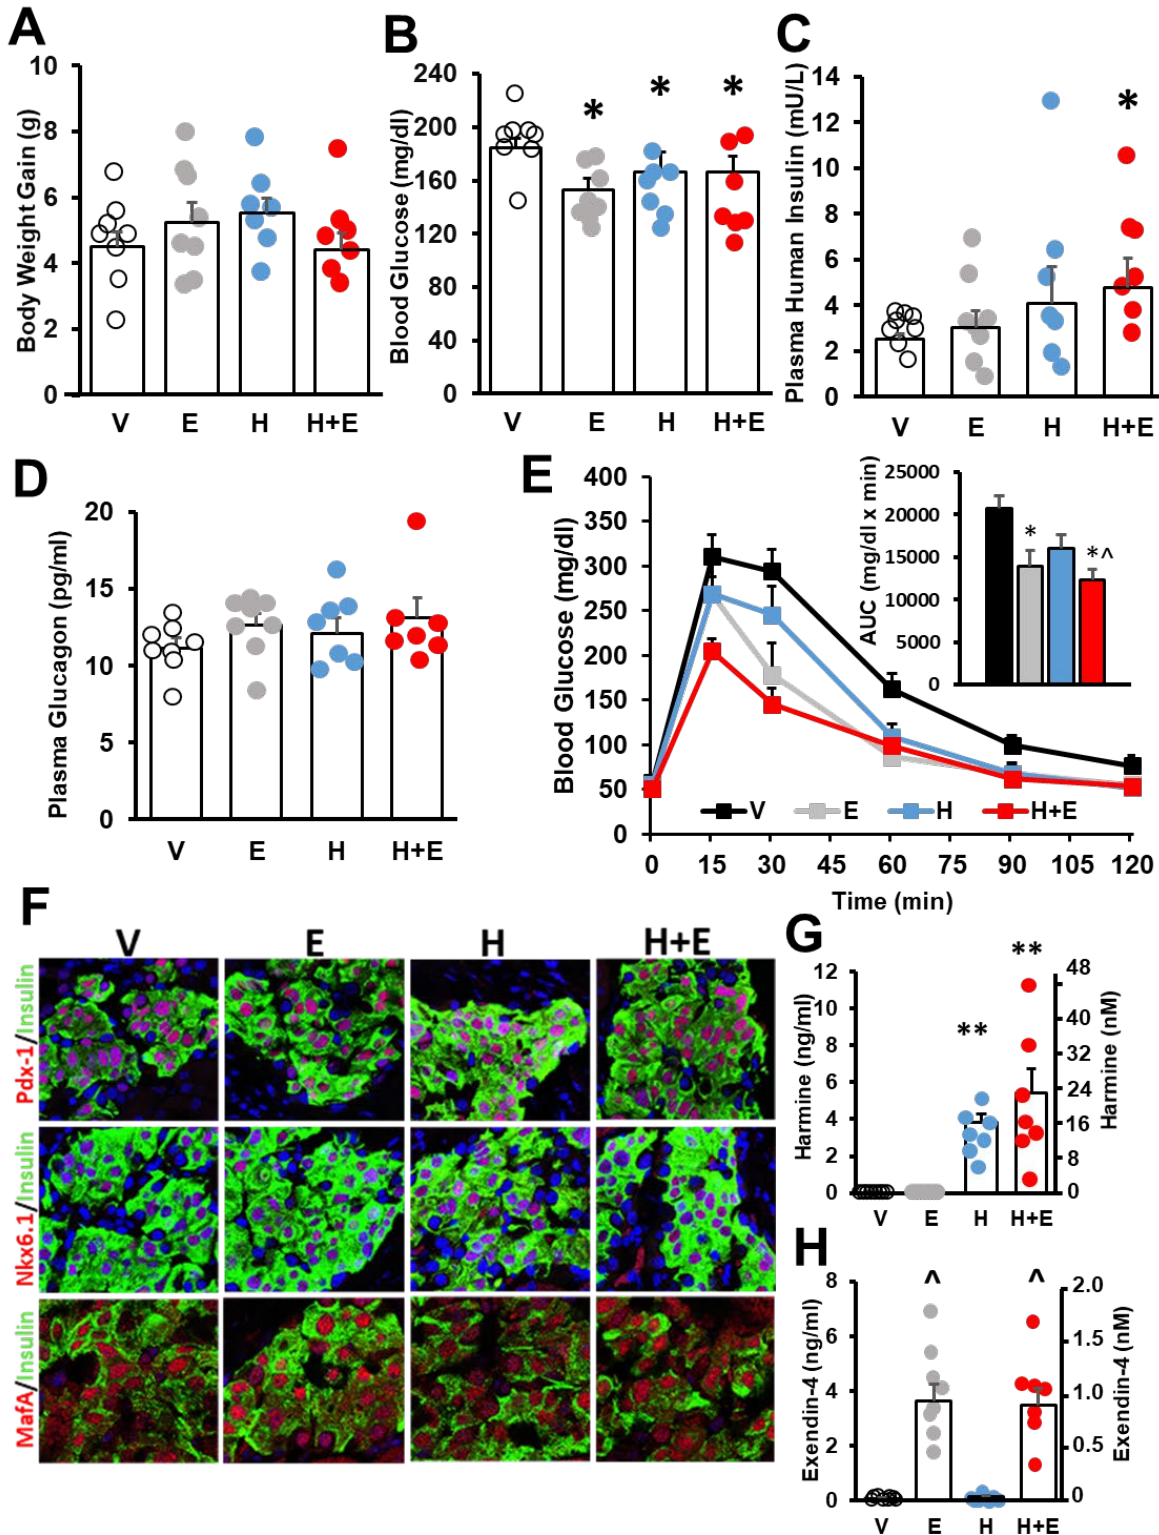 A
Body Weight Gain (g)
10
8
6
4
2
0
V E H H+E
B
Blood Glucose (mg/dl)
240
200
160
120
80
40
0
* * *
V E H H+E
C
Plasma Human Insulin (mU/L)
14
12
10
8
6
4
2
0
*
V E H H+E
D
Plasma Glucagon (pg/ml)
20
15
10
5
0
V E H H+E
E
Blood Glucose (mg/dl)
400
350
300
250
200
150
100
50
0
V E H H+E
0 15 30 45 60 75 90 105 120
Time (min)
AUC (mg/dl x min)
25000
20000
15000
10000
5000
0
* *^
F
V E H H+E
Pdx-1/Insulin
Nkx6.1/Insulin
MafA/Insulin
G
Harmine (ng/ml)
12
10
8
6
4
2
0
** **
48
40
32
24
16
8
0
Harmine (nM)
V E H H+E
H
Exendin-4 (ng/ml)
8
6
4
2
0
^ ^
2.0
1.5
1.0
0.5
0
Exendin-4 (nM)
V E H H+E